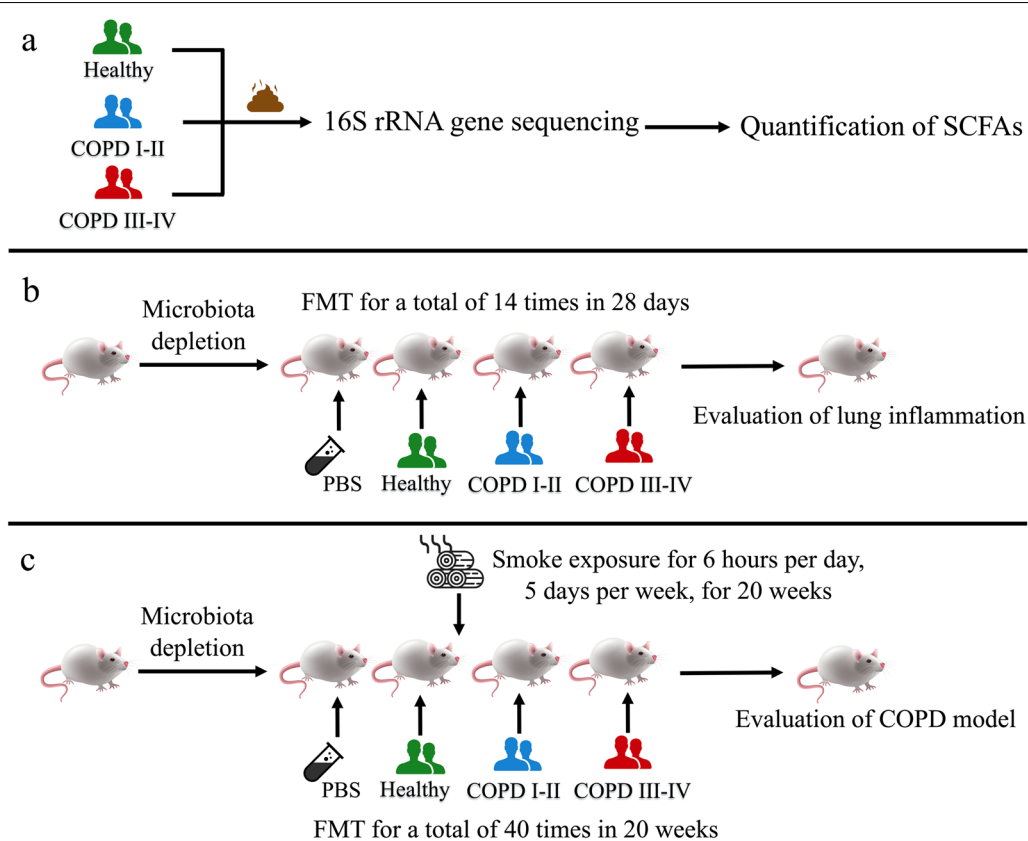 a
Healthy
COPD I-II
COPD III-IV
16S rRNA gene sequencing
Quantification of SCFAs
b
Microbiota
depletion
FMT for a total of 14 times in 28 days
PBS
Healthy
COPD I-II
COPD III-IV
Evaluation of lung inflammation
c
Smoke exposure for 6 hours per day,
5 days per week, for 20 weeks
Microbiota
depletion
PBS
Healthy
COPD I-II
COPD III-IV
Evaluation of COPD model
FMT for a total of 40 times in 20 weeks